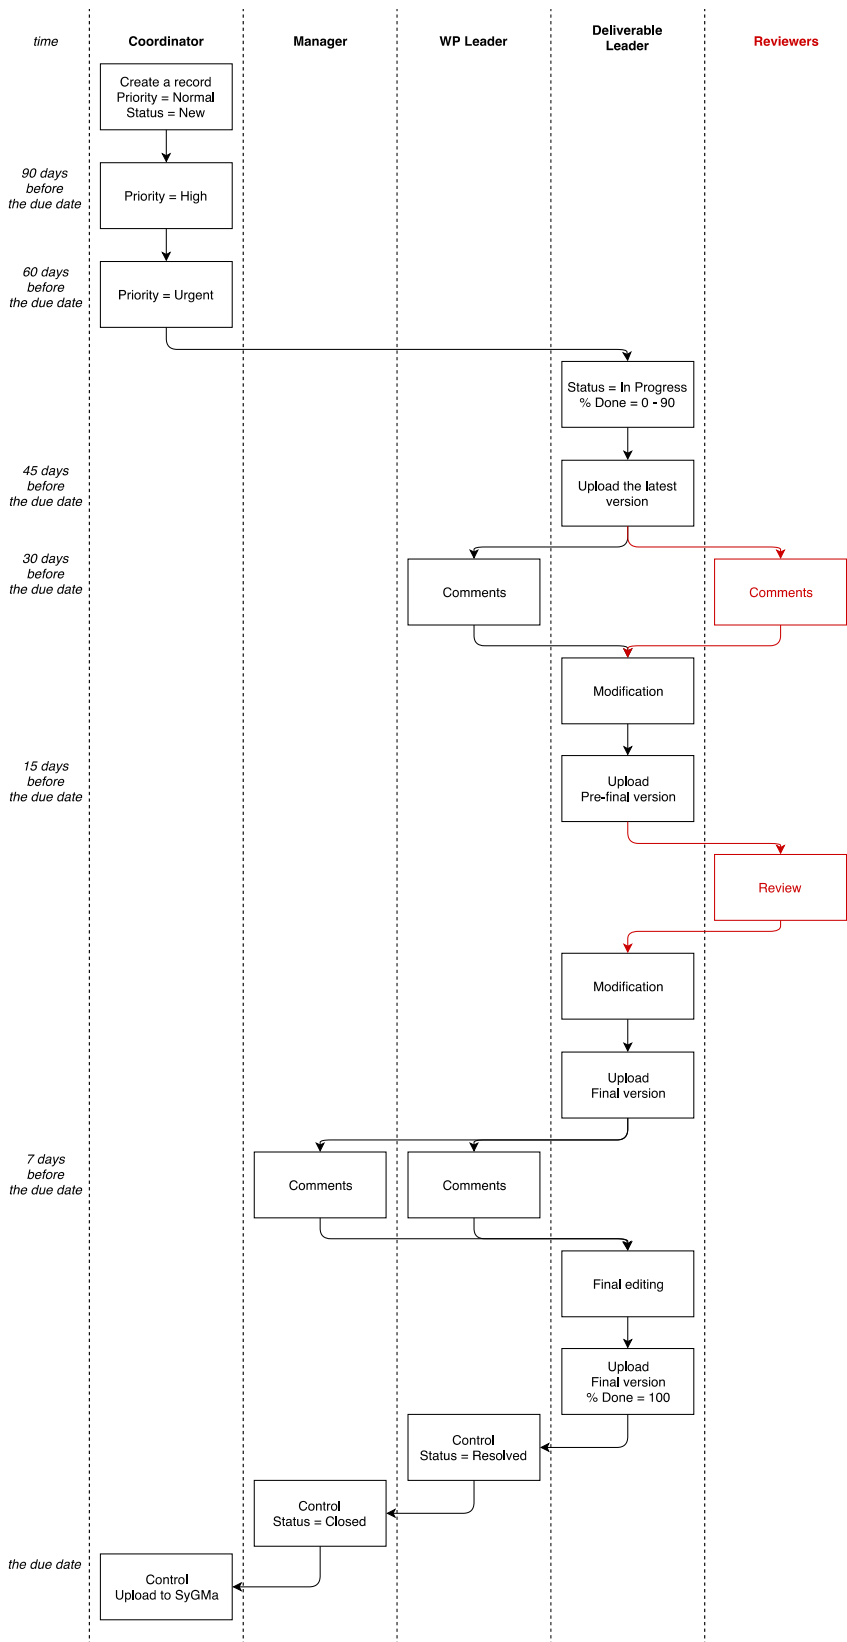 time
Coordinator
Manager
WP Leader
Deliverable
Leader
Reviewers
Create a record
Priority = Normal
Status = New
90 days
before
the due date
Priority = High
60 days
before
the due date
Priority = Urgent
Status = In Progress
% Done = 0 - 90
45 days
before
the due date
Upload the latest
version
30 days
before
the due date
Comments
Comments
Modification
15 days
before
the due date
Upload
Pre-final version
Review
Modification
Upload
Final version
7 days
before
the due date
Comments
Comments
Final editing
Upload
Final version
% Done = 100
Control
Status = Resolved
Control
Status = Closed
the due date
Control
Upload to SyGMa